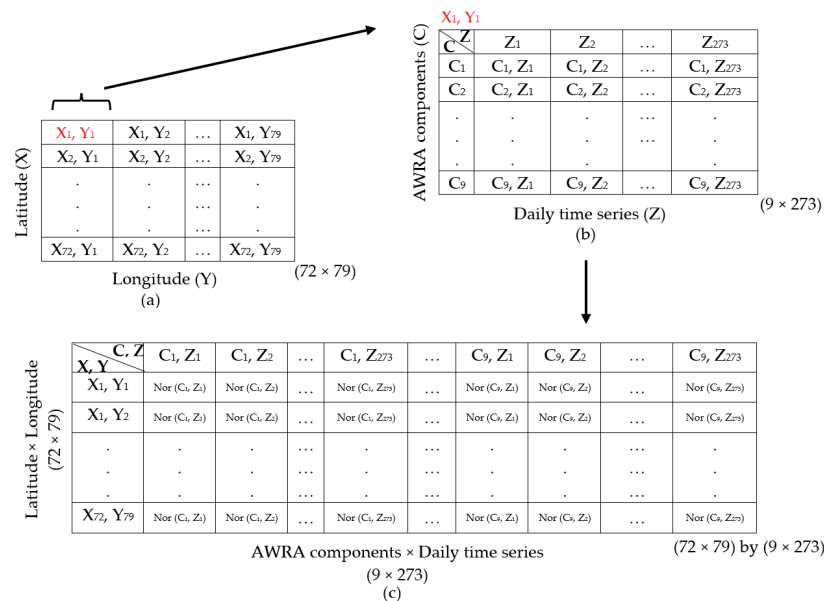 X1, Y1
C Z Z1 Z2 … Z273
C1 C1, Z1 C1, Z2 … C1, Z273
C2 C2, Z1 C2, Z2 … C2, Z273
. . . … .
. . . … .
. . . .
C9 C9, Z1 C9, Z2 … C9, Z273
AWRA components (C)
Daily time series (Z)
(9 × 273)
(b)
X1, Y1 X1, Y2 … X1, Y79
X2, Y1 X2, Y2 … X2, Y79
. . … .
. . … .
. . … .
X72, Y1 X72, Y2 … X72, Y79
Latitude (X)
Longitude (Y)
(72 × 79)
(a)
X, Y C, Z C1, Z1 C1, Z2 … C1, Z273 … C9, Z1 C9, Z2 … C9, Z273
X1, Y1 Nor (C1, Z1) Nor (C1, Z2) … Nor (C1, Z273) … Nor (C9, Z1) Nor (C9, Z2) … Nor (C9, Z273)
X1, Y2 Nor (C1, Z1) Nor (C1, Z2) … Nor (C1, Z273) … Nor (C9, Z1) Nor (C9, Z2) … Nor (C9, Z273)
. . . … . … . . … .
. . . … . … . . … .
. . . … . … . . … .
X72, Y79 Nor (C1, Z1) Nor (C1, Z2) … Nor (C1, Z273) … Nor (C9, Z1) Nor (C9, Z2) … Nor (C9, Z273)
Latitude × Longitude
(72 × 79)
AWRA components × Daily time series
(9 × 273)
(72 × 79) by (9 × 273)
(c)